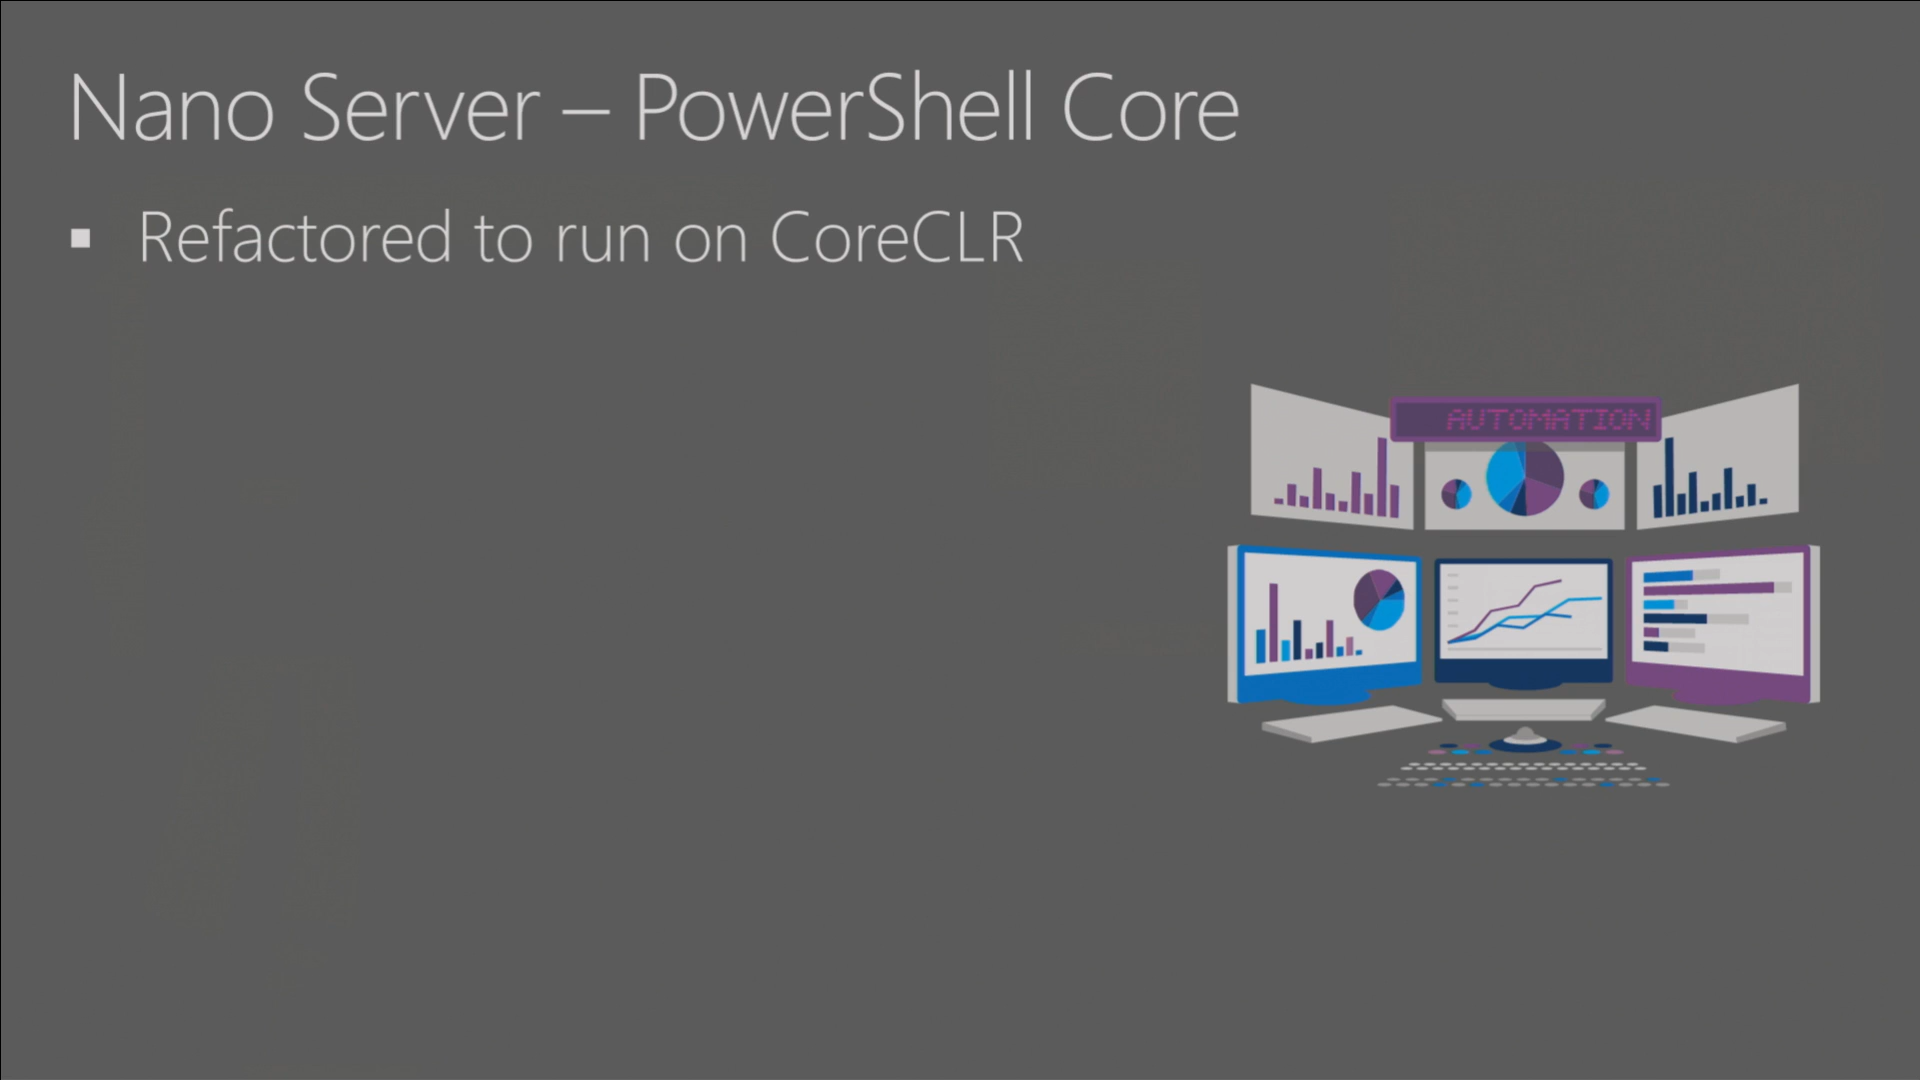 Nano Server – PowerShell Core
▪ Refactored to run on CoreCLR
AUTOMATION